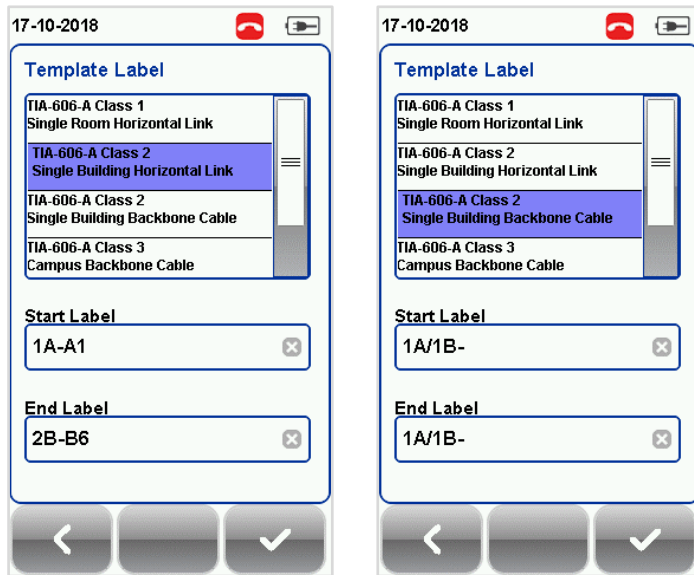 17-10-2018
Template Label
TIA-606-A Class 1
Single Room Horizontal Link
TIA-606-A Class 2
Single Building Horizontal Link
TIA-606-A Class 2
Single Building Backbone Cable
TIA-606-A Class 3
Campus Backbone Cable
Start Label
1A-A1
End Label
2B-B6
17-10-2018
Template Label
TIA-606-A Class 1
Single Room Horizontal Link
TIA-606-A Class 2
Single Building Horizontal Link
TIA-606-A Class 2
Single Building Backbone Cable
TIA-606-A Class 3
Campus Backbone Cable
Start Label
1A/1B-
End Label
1A/1B-